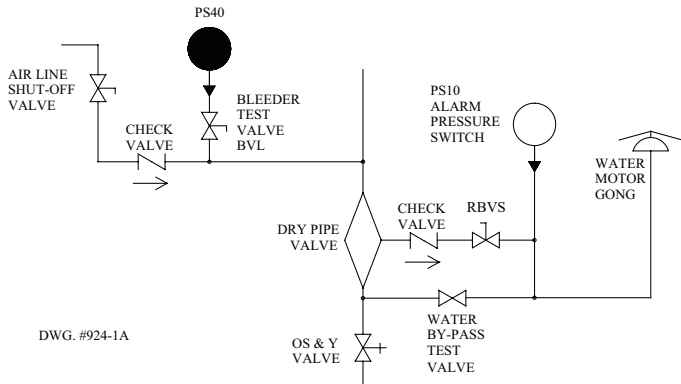 PS40
AIR LINE
SHUT-OFF
VALVE
BLEEDER
TEST
VALVE
BVL
CHECK
VALVE
PS10
ALARM
PRESSURE
SWITCH
WATER
MOTOR
GONG
DRY PIPE
VALVE
CHECK
VALVE
RBVS
WATER
BY-PASS
TEST
VALVE
OS & Y
VALVE
DWG. #924-1A